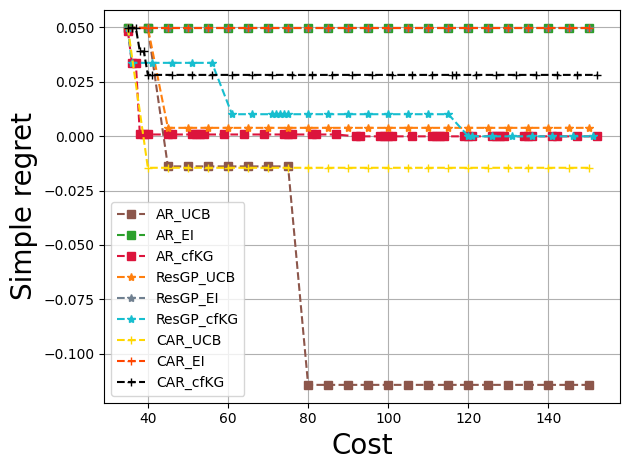 0.050
0.025
0.000
−0.025
−0.050
−0.075
−0.100
Simple regret
AR_UCB
AR_EI
AR_cfKG
ResGP_UCB
ResGP_EI
ResGP_cfKG
CAR_UCB
CAR_EI
CAR_cfKG
40 60 80 100 120 140
Cost